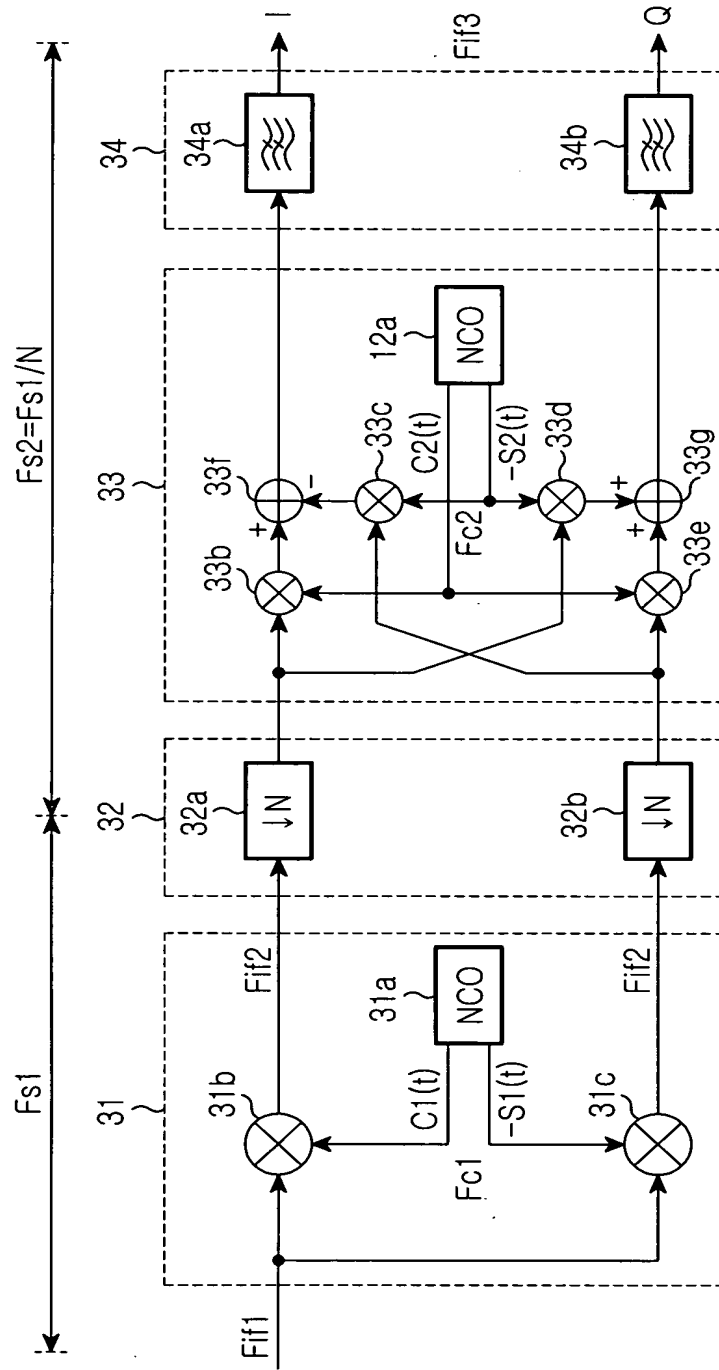 Fs1
Fs2=Fs1/N
31
32
33
34
Fif1
31b
Fif2
32a
↓N
33b
33f
+
-
34a
I
C1(t)
31a
NCO
Fc1
-S1(t)
33c
C2(t)
12a
NCO
Fc2
-S2(t)
33d
Fif3
31c
Fif2
32b
↓N
33e
+
+
33g
34b
Q